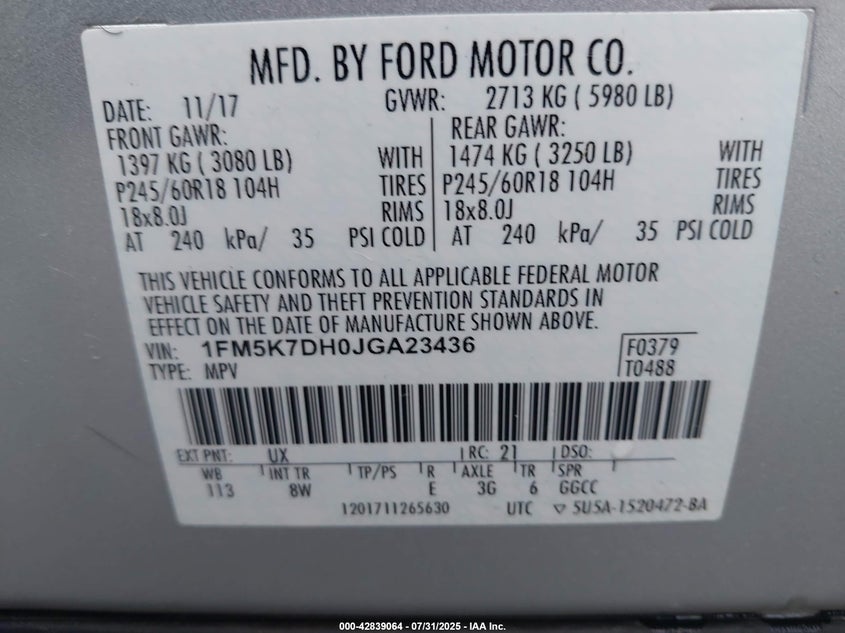 MFD. BY FORD MOTOR CO.
DATE: 11/17 GVWR: 2713 KG ( 5980 LB)
FRONT GAWR: REAR GAWR:
1397 KG ( 3080 LB) WITH 1474 KG ( 3250 LB) WITH
P245/60R18 104H TIRES P245/60R18 104H TIRES
18x8.0J RIMS 18x8.0J RIMS
AT 240 kPa/ 35 PSI COLD AT 240 kPa/ 35 PSI COLD
THIS VEHICLE CONFORMS TO ALL APPLICABLE FEDERAL MOTOR
VEHICLE SAFETY AND THEFT PREVENTION STANDARDS IN
EFFECT ON THE DATE OF MANUFACTURE SHOWN ABOVE.
VIN: 1FM5K7DH0JGA23436 F0379
TYPE: MPV T0488
EXT PNT: UX RC: 21 DSO:
WB INT TR TP/PS R AXLE TR SPR
113 8W E 3G 6 GGCC
1201711265630 UTC ▽ 5U5A-1520472-BA
000-42839064 - 07/31/2025 - IAA Inc.